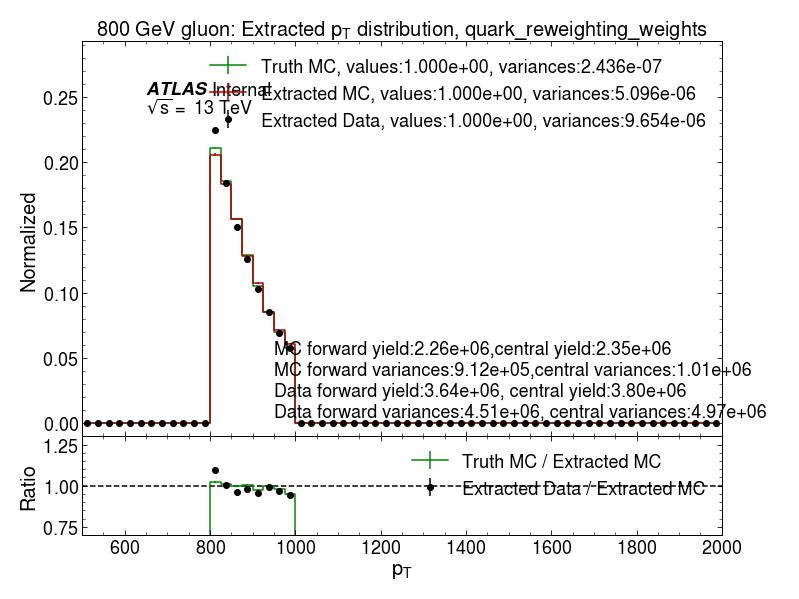 800 GeV gluon: Extracted pT distribution, quark_reweighting_weights
Truth MC, values:1.000e+00, variances:2.436e-07
ATLAS Internal
Extracted MC, values:1.000e+00, variances:5.096e-06
√s = 13 TeV
Extracted Data, values:1.000e+00, variances:9.654e-06
0.25
0.20
0.15
0.10
0.05
0.00
Normalized
MC forward yield:2.26e+06,central yield:2.35e+06
MC forward variances:9.12e+05,central variances:1.01e+06
Data forward yield:3.64e+06, central yield:3.80e+06
Data forward variances:4.51e+06, central variances:4.97e+06
1.25
1.00
0.75
Ratio
Truth MC / Extracted MC
Extracted Data / Extracted MC
600 800 1000 1200 1400 1600 1800 2000
pT